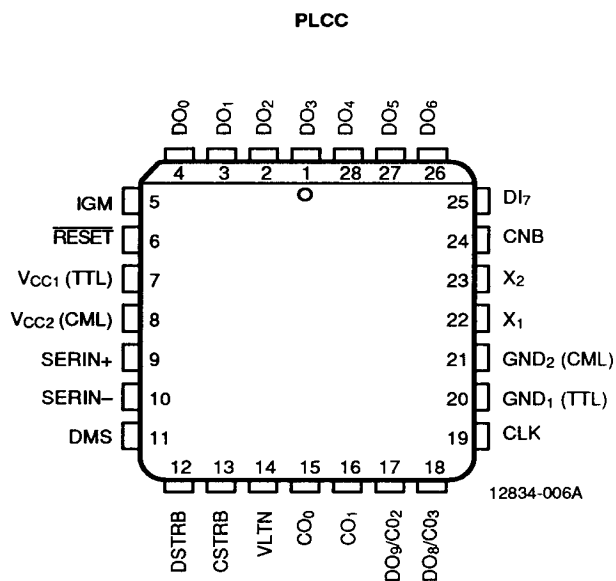 PLCC
DO0 DO1 DO2 DO3 DO4 DO5 DO6
4 3 2 1 28 27 26
IGM 5 25 DI7
RESET 6 24 CNB
VCC1 (TTL) 7 23 X2
VCC2 (CML) 8 22 X1
SERIN+ 9 21 GND2 (CML)
SERIN– 10 20 GND1 (TTL)
DMS 11 19 CLK
12 13 14 15 16 17 18
12834-006A
DSTRB CSTRB VLTN CO0 CO1 DO9/C02 DO8/C03